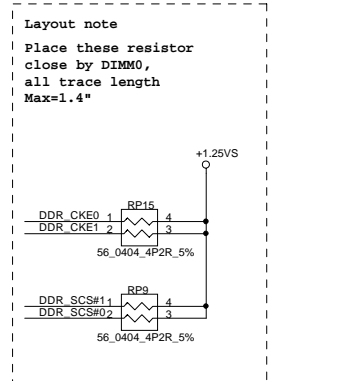 Layout note
Place these resistor
close by DIMM0,
all trace length
Max=1.4"
+1.25VS
RP15
DDR_CKE0 1 4
DDR_CKE1 2 3
56_0404_4P2R_5%
RP9
DDR_SCS#1 1 4
DDR_SCS#0 2 3
56_0404_4P2R_5%